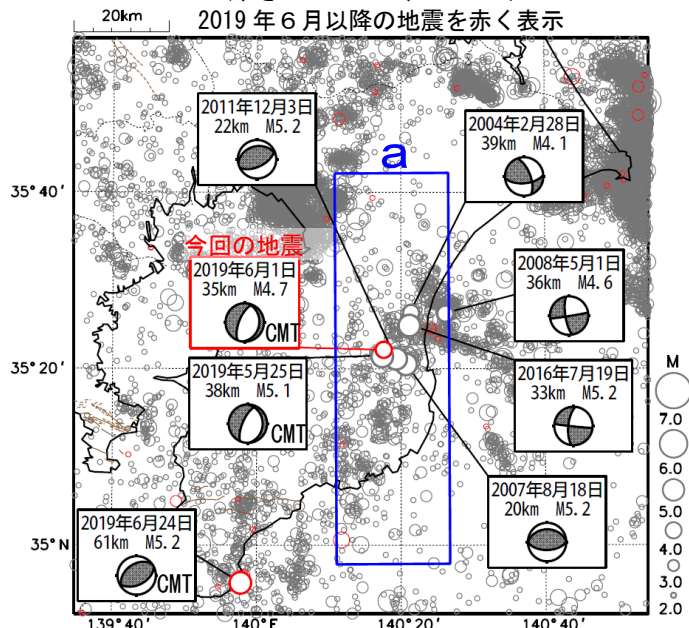 2019年6月以降の地震を赤く表示
20km
2011年12月3日
22km M5.2
2004年2月28日
39km M4.1
a
35°40′
今回の地震
2019年6月1日
35km M4.7
CMT
2008年5月1日
36km M4.6
35°20′
2019年5月25日
38km M5.1
CMT
2016年7月19日
33km M5.2
M
7.0
6.0
5.0
4.0
3.0
2.0
2007年8月18日
20km M5.2
2019年6月24日
61km M5.2
CMT
35°N
139°40′
140°E
140°20′
140°40′